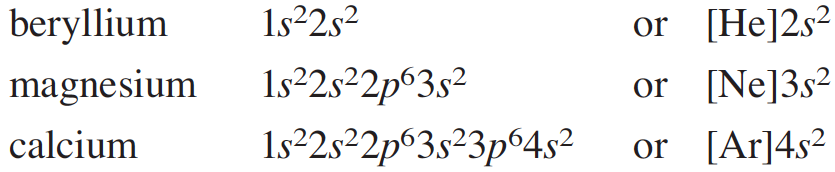 beryllium 1s²2s² or [He]2s²
magnesium 1s²2s²2p⁶3s² or [Ne]3s²
calcium 1s²2s²2p⁶3s²3p⁶4s² or [Ar]4s²